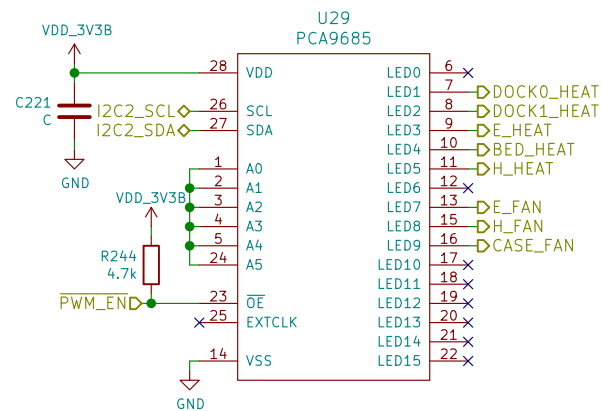 U29
PCA9685
VDD_3V3B
C221
C
GND
I2C2_SCL
I2C2_SDA
28 VDD
26 SCL
27 SDA
1 A0
2 A1
3 A2
4 A3
5 A4
24 A5
23 OE
25 EXTCLK
14 VSS
VDD_3V3B
R244
4.7k
PWM_EN
GND
LED0 6
LED1 7 DOCK0_HEAT
LED2 8 DOCK1_HEAT
LED3 9 E_HEAT
LED4 10 BED_HEAT
LED5 11 H_HEAT
LED6 12
LED7 13 E_FAN
LED8 15 H_FAN
LED9 16 CASE_FAN
LED10 17
LED11 18
LED12 19
LED13 20
LED14 21
LED15 22